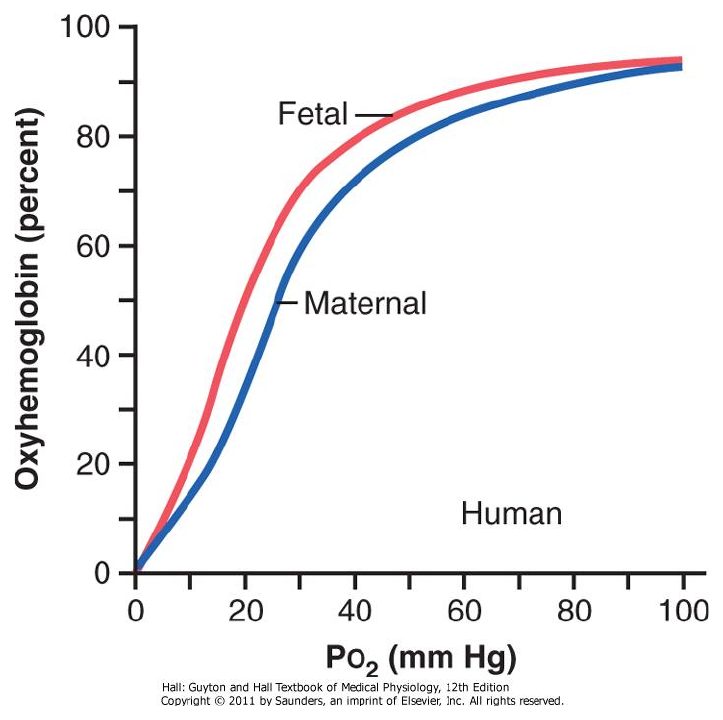 100
80
60
40
20
0
Oxyhemoglobin (percent)
Fetal
Maternal
Human
0 20 40 60 80 100
PO2 (mm Hg)
Hall: Guyton and Hall Textbook of Medical Physiology, 12th Edition
Copyright © 2011 by Saunders, an imprint of Elsevier, Inc. All rights reserved.